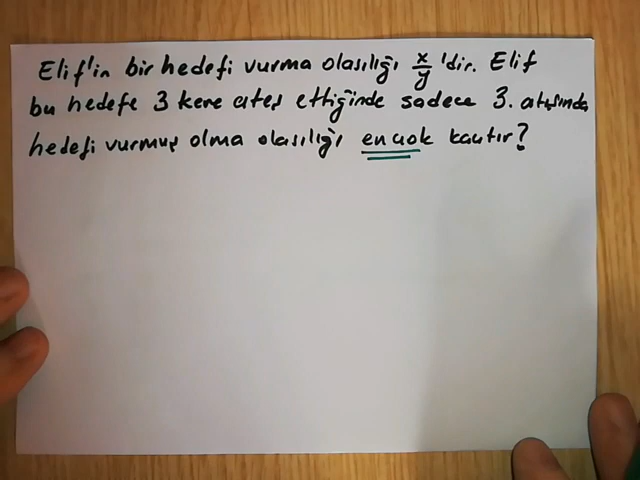 Elif'in bir hedefi vurma olasılığı x/y 'dir. Elif
bu hedefe 3 kere ateş ettiğinde sadece 3. atışında
hedefi vurmuş olma olasılığı en çok kaçtır?